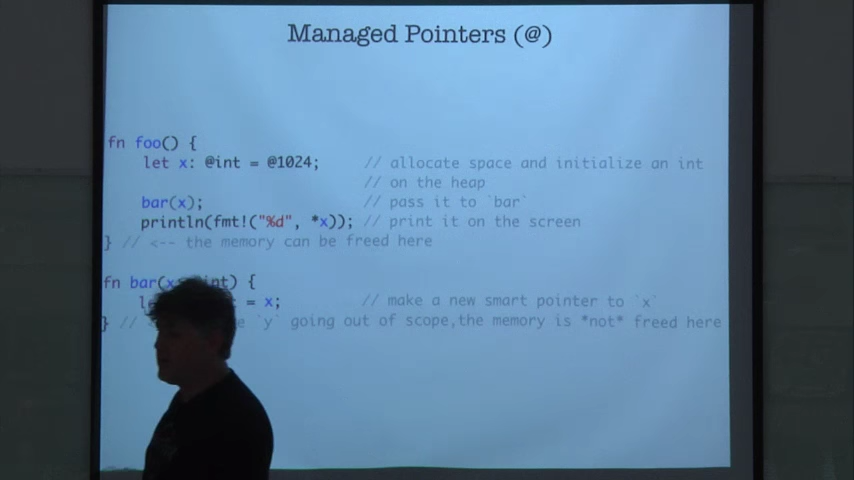 Managed Pointers (@)
fn foo() {
let x: @int = @1024; // allocate space and initialize an int
// on the heap
bar(x); // pass it to `bar`
println(fmt!("%d", *x)); // print it on the screen
} // <-- the memory can be freed here
fn bar(x: int) {
= x; // make a new smart pointer to `x`
} // `y` going out of scope,the memory is *not* freed here